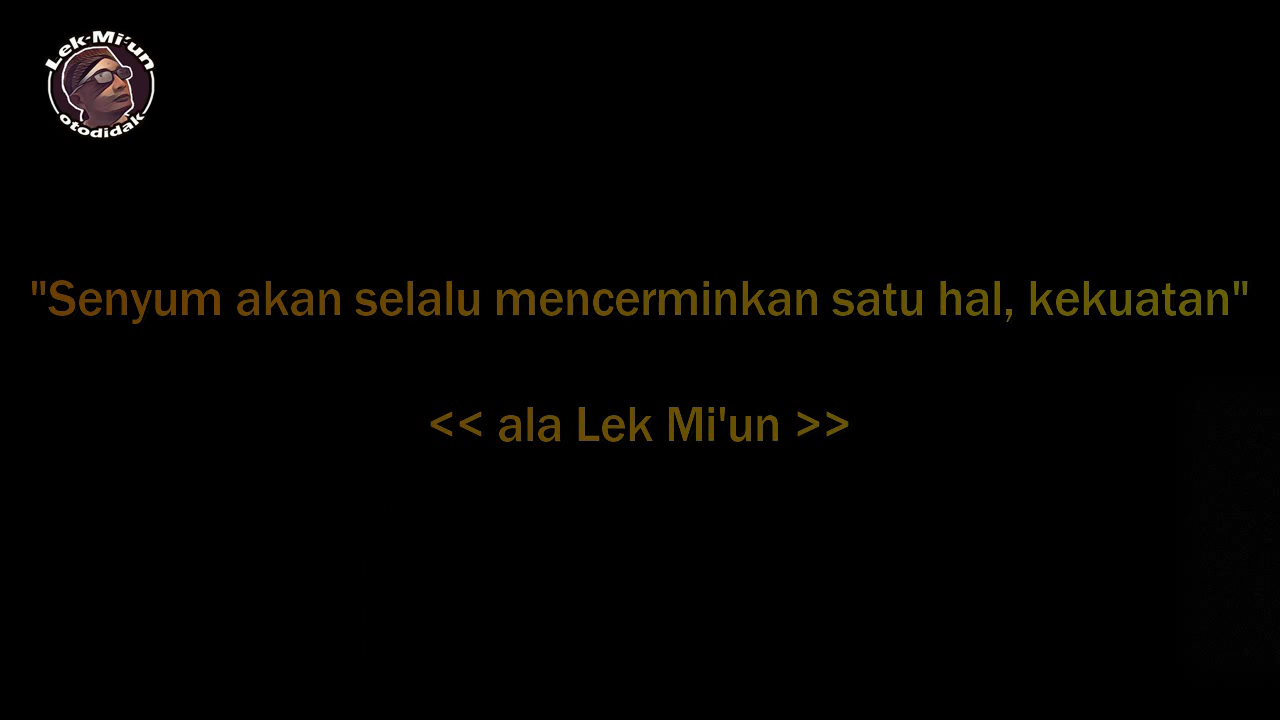 Lek-Mi'un
otodidak
"Senyum akan selalu mencerminkan satu hal, kekuatan"
<< ala Lek Mi'un >>